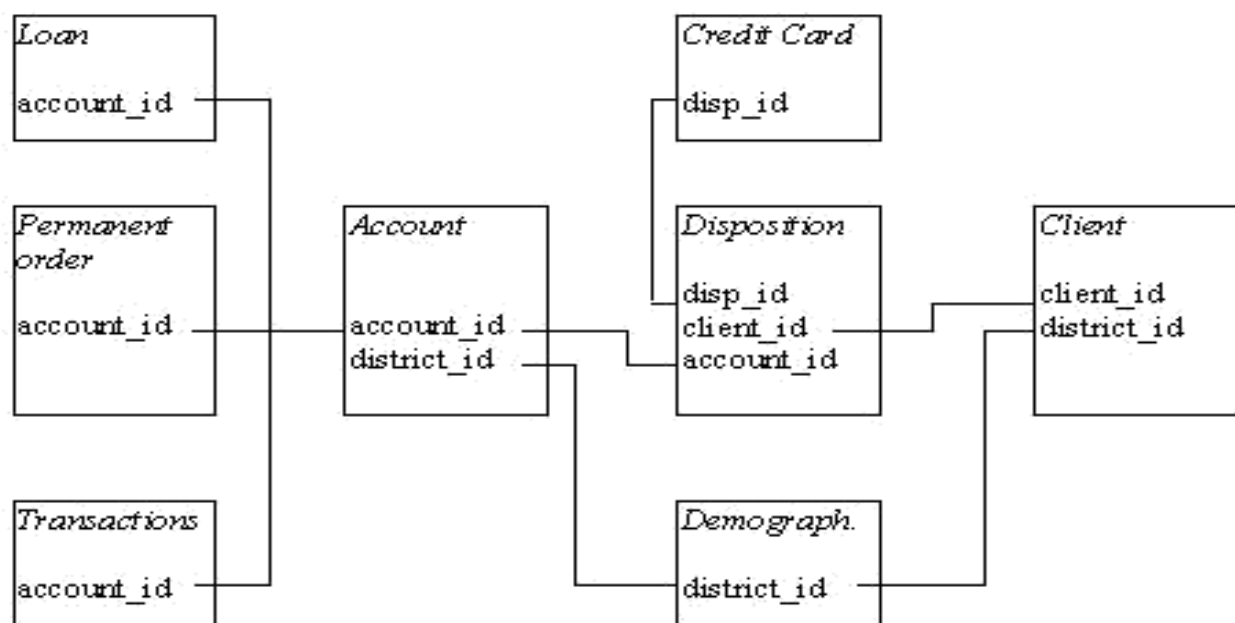 Loan
account_id
Credit Card
disp_id
Permanent
order
account_id
Account
account_id
district_id
Disposition
disp_id
client_id
account_id
Client
client_id
district_id
Transactions
account_id
Demograph.
district_id